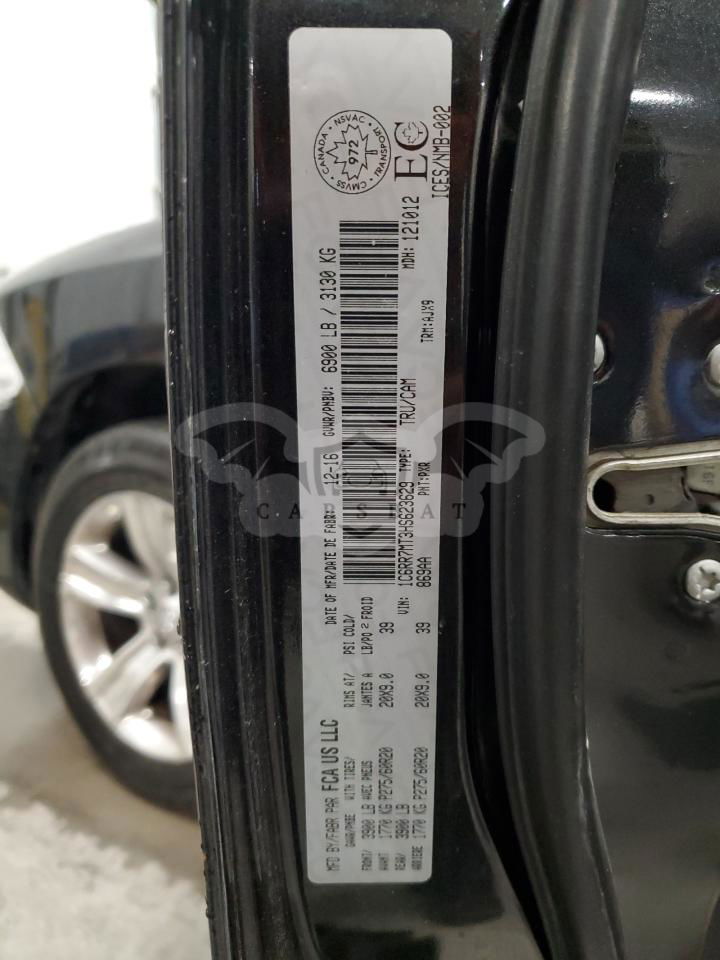 MFD BY/FABR PAR FCA US LLC
DATE OF MFR/DATE DE FABR: 12-16
GVWR/PNBV: 6900 LB / 3130 KG
GAWR/PNBE WITH TIRES/ RIMS AT/ PSI COLD/
FRONT/ 3900 LB AVEC PNEUS JANTES A LB/PO 2 FROID
AVANT 1770 KG P275/60R20 20X9.0 39
REAR/ 3900 LB
ARRIERE 1770 KG P275/60R20 20X9.0 39
VIN: 1C6RR7MT3HS623629 TYPE: TRU/CAM MDH: 121012
869AA PNT:PXR TRM:AJX9
CMVSS • CANADA • NSVAC • TRANSPORT
972
EC
ICES/NMB-002
CARSEAT